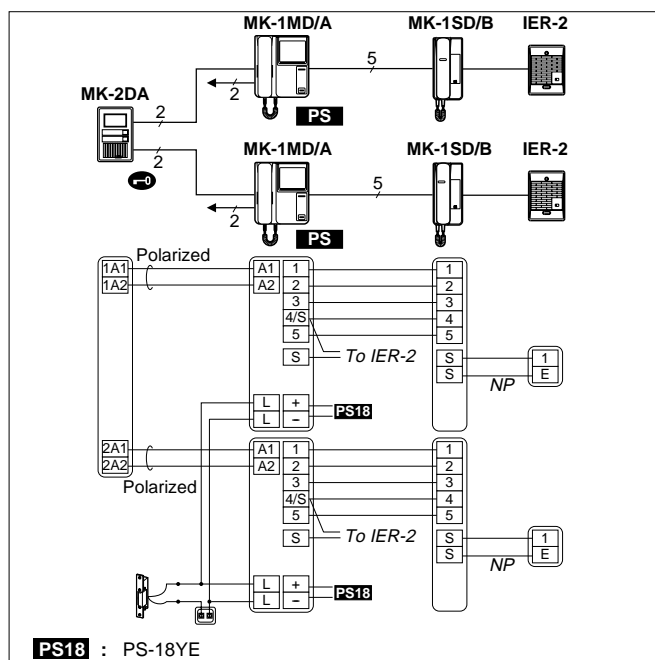 MK-1MD/A MK-1SD/B IER-2
5
2
MK-2DA PS
2
MK-1MD/A MK-1SD/B IER-2
2
5
2
PS
Polarized
1A1 A1 1 1
1A2 A2 2 2
3 3
4/S 4
5 5
S To IER-2 S 1
S E
NP
L + PS18
L −
2A1 A1 1 1
2A2 A2 2 2
Polarized 3 3
4/S 4
5 5
S To IER-2 S 1
S E
NP
L + PS18
L −
PS18 : PS-18YE